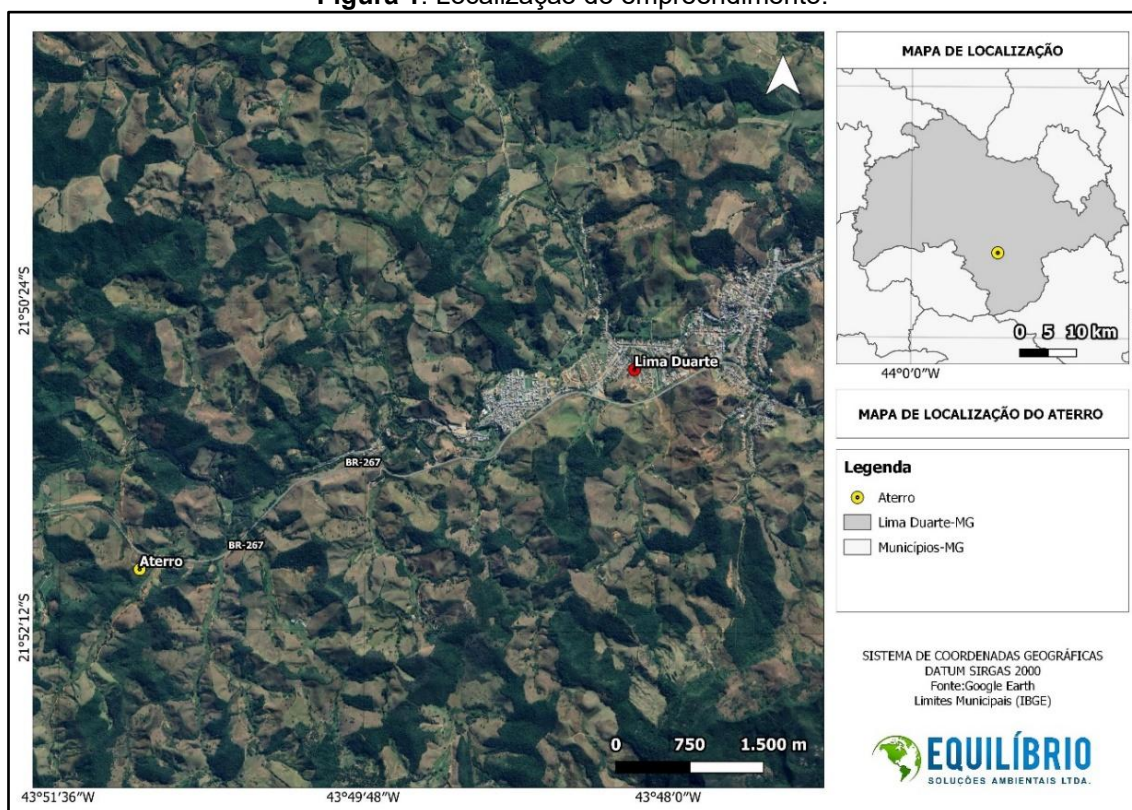 Figura 1. Localização do empreendimento.
MAPA DE LOCALIZAÇÃO
0 5 10 km
44°0'0"W
MAPA DE LOCALIZAÇÃO DO ATERRO
Legenda
Aterro
Lima Duarte-MG
Municípios-MG
SISTEMA DE COORDENADAS GEOGRÁFICAS
DATUM SIRGAS 2000
Fonte:Google Earth
Limites Municipais (IBGE)
EQUILÍBRIO
SOLUÇÕES AMBIENTAIS LTDA.
21°50'24"S
21°52'12"S
Lima Duarte
BR-267
BR-267
Aterro
0 750 1.500 m
43°51'36"W
43°49'48"W
43°48'0"W